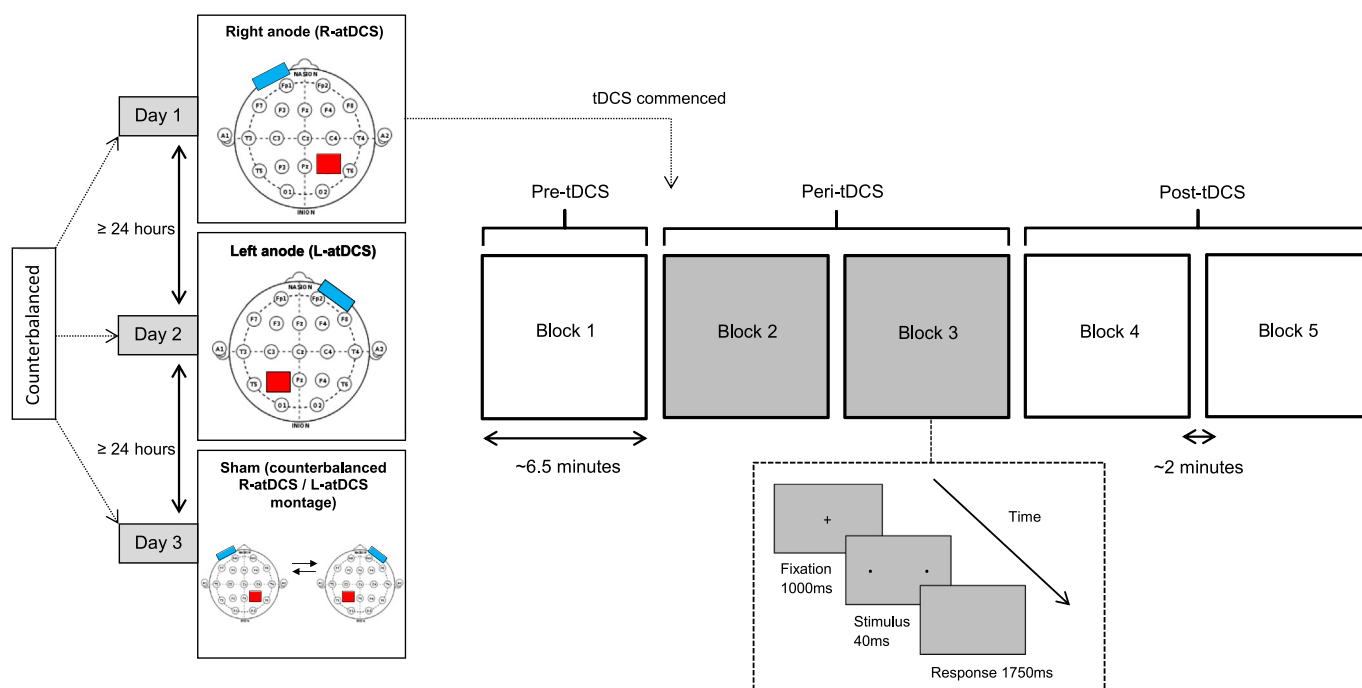 Counterbalanced
Day 1
≥ 24 hours
Day 2
≥ 24 hours
Day 3
Right anode (R-atDCS)
NASION
Fp1 Fp2
F7 F3 Fz F4 F8
A1 T3 C3 Cz C4 T4 A2
T5 P3 Pz T6
O1 O2
INION
Left anode (L-atDCS)
NASION
Fp1 Fp2
F7 F3 Fz F4 F8
A1 T3 C3 Cz C4 T4 A2
T5 Pz P4 T6
O1 O2
INION
Sham (counterbalanced
R-atDCS / L-atDCS
montage)
tDCS commenced
Pre-tDCS
Peri-tDCS
Post-tDCS
Block 1
Block 2
Block 3
Block 4
Block 5
~6.5 minutes
~2 minutes
+
Time
Fixation
1000ms
Stimulus
40ms
Response 1750ms